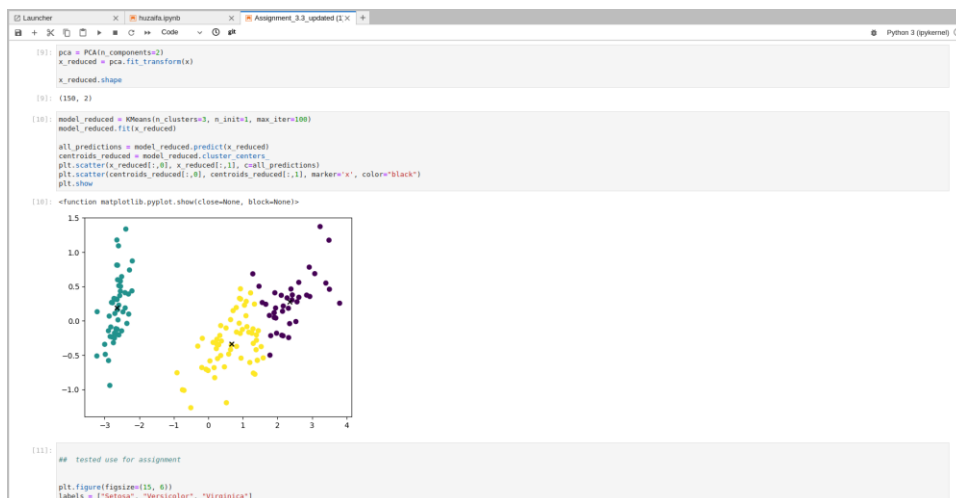 Launcher
huzaifa.ipynb
Assignment_3.3_updated (1)
Code
git
Python 3 (ipykernel)
[9]: pca = PCA(n_components=2)
x_reduced = pca.fit_transform(x)
x_reduced.shape
[9]: (150, 2)
[10]: model_reduced = KMeans(n_clusters=3, n_init=1, max_iter=100)
model_reduced.fit(x_reduced)
all_predictions = model_reduced.predict(x_reduced)
centroids_reduced = model_reduced.cluster_centers_
plt.scatter(x_reduced[:,0], x_reduced[:,1], c=all_predictions)
plt.scatter(centroids_reduced[:,0], centroids_reduced[:,1], marker='x', color="black")
plt.show
[10]: <function matplotlib.pyplot.show(close=None, block=None)>
1.5
1.0
0.5
0.0
−0.5
−1.0
−3 −2 −1 0 1 2 3 4
[11]:
## tested use for assignment
plt.figure(figsize=(15, 6))
labels = ["Setosa", "Versicolor", "Virginica"]